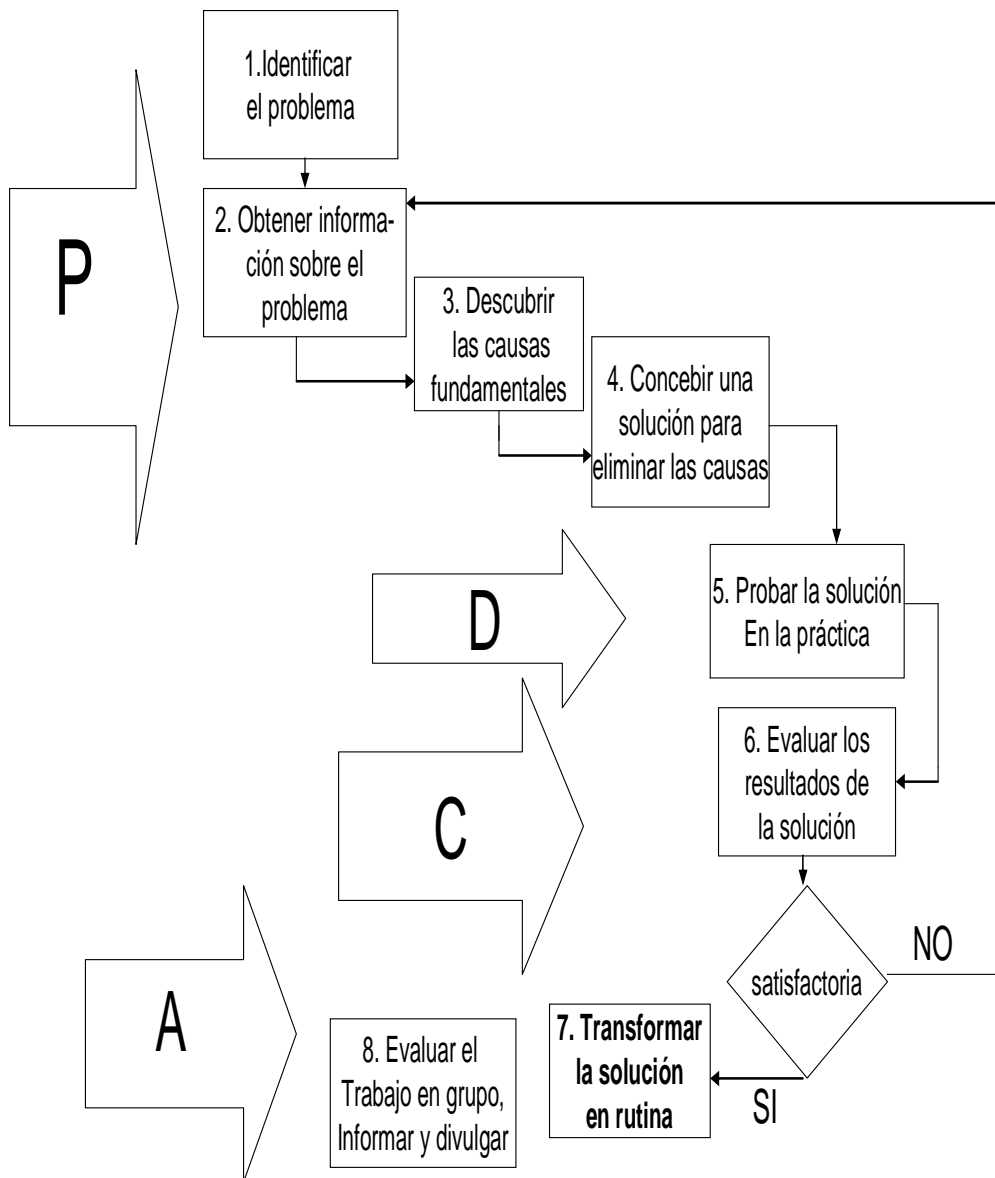 1.Identificar
el problema
P
2. Obtener informa-
ción sobre el
problema
3. Descubrir
las causas
fundamentales
4. Concebir una
solución para
eliminar las causas
D
5. Probar la solución
En la práctica
C
6. Evaluar los
resultados de
la solución
satisfactoria
NO
SI
A
7. Transformar
la solución
en rutina
8. Evaluar el
Trabajo en grupo,
Informar y divulgar